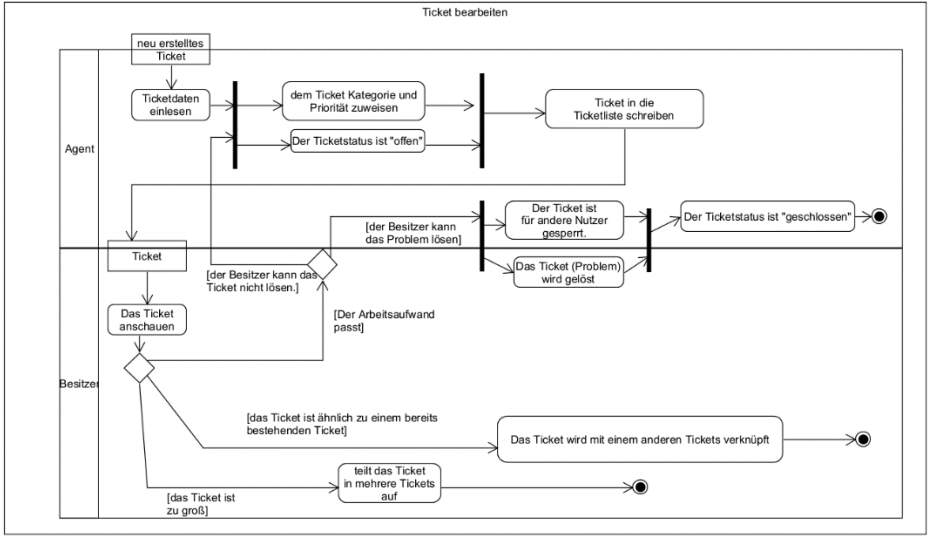 Ticket bearbeiten
neu erstelltes
Ticket
Ticketdaten
einlesen
dem Ticket Kategorie und
Priorität zuweisen
Der Ticketstatus ist "offen"
Ticket in die
Ticketliste schreiben
Agent
[der Besitzer kann
das Problem lösen]
Der Ticket ist
für andere Nutzer
gesperrt.
Der Ticketstatus ist "geschlossen"
Ticket
[der Besitzer kann das
Ticket nicht lösen.]
Das Ticket (Problem)
wird gelöst
Das Ticket
anschauen
[Der Arbeitsaufwand
passt]
Besitzer
[das Ticket ist ähnlich zu einem bereits
bestehenden Ticket]
Das Ticket wird mit einem anderen Tickets verknüpft
teilt das Ticket
in mehrere Tickets
auf
[das Ticket ist
zu groß]